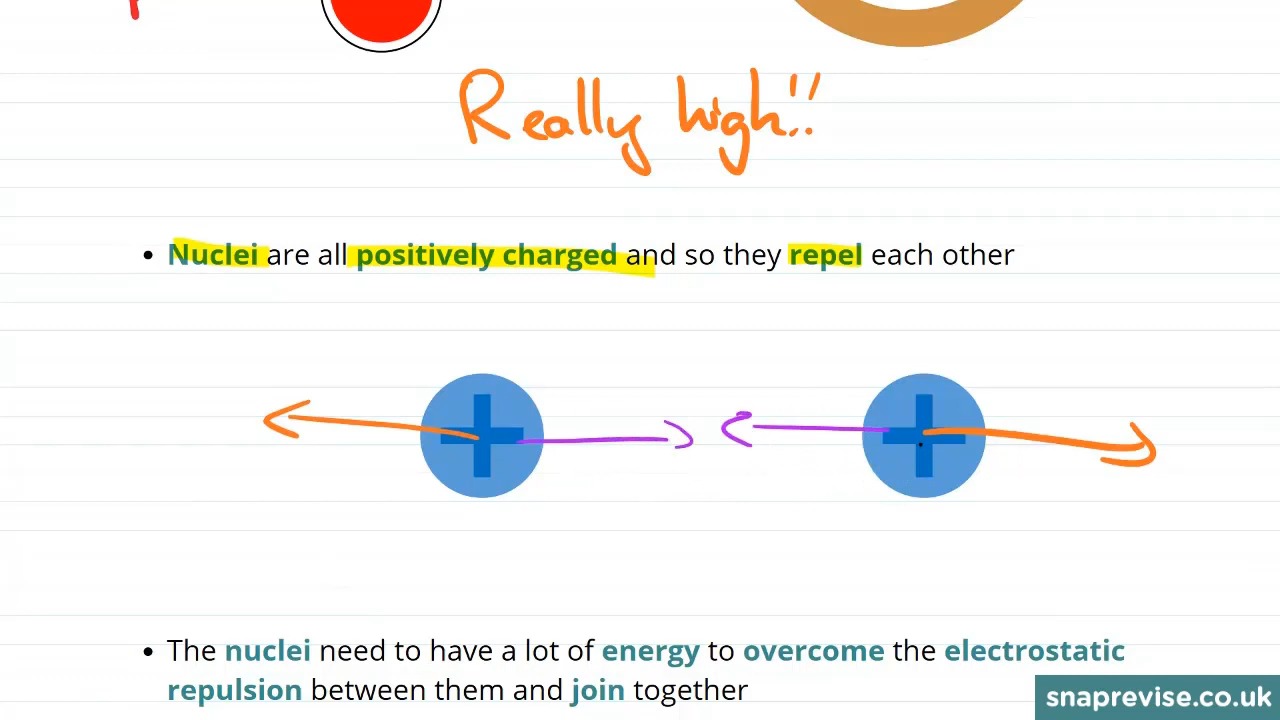 Really high!!
• Nuclei are all positively charged and so they repel each other
• The nuclei need to have a lot of energy to overcome the electrostatic
repulsion between them and join together
snaprevise.co.uk